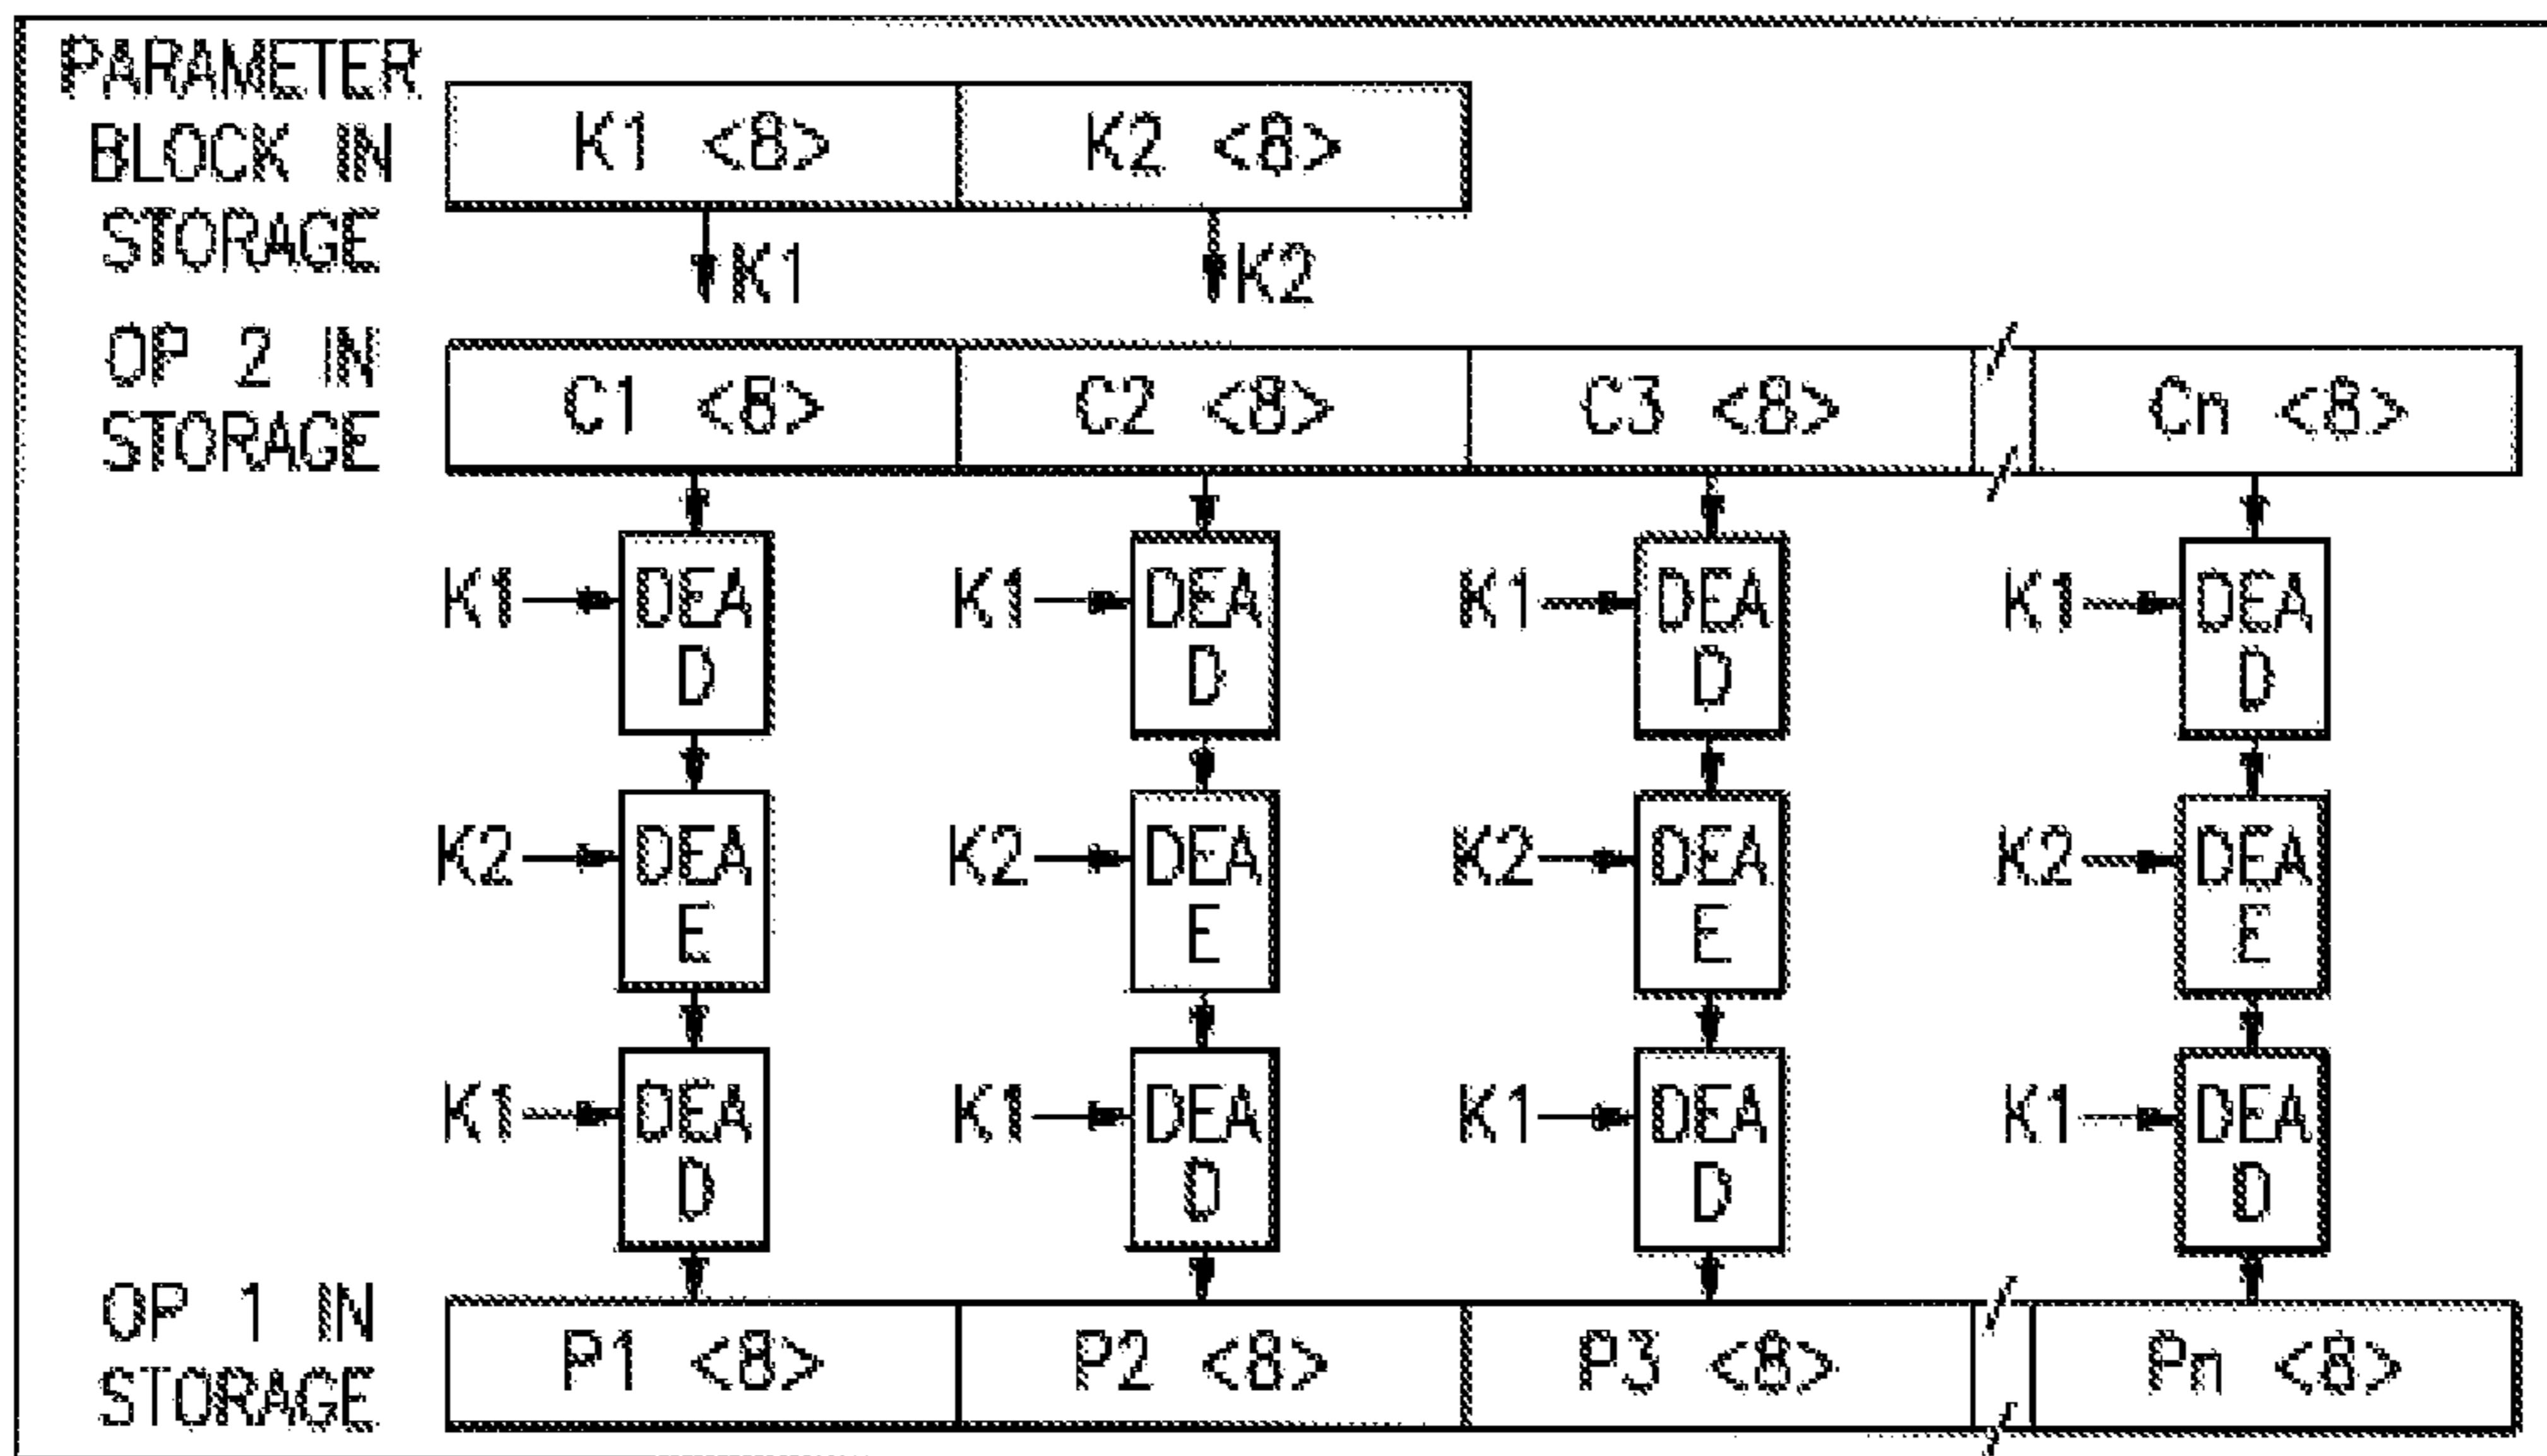 PARAMETER
BLOCK IN
STORAGE
K1 <8> K2 <8>
K1 K2
OP 2 IN
STORAGE
C1 <8> C2 <8> C3 <8> Cn <8>
K1 DEA K1 DEA K1 DEA K1 DEA
D D D D
K2 DEA K2 DEA K2 DEA K2 DEA
E E E E
K1 DEA K1 DEA K1 DEA K1 DEA
D D D D
OP 1 IN
STORAGE
P1 <8> P2 <8> P3 <8> Pn <8>